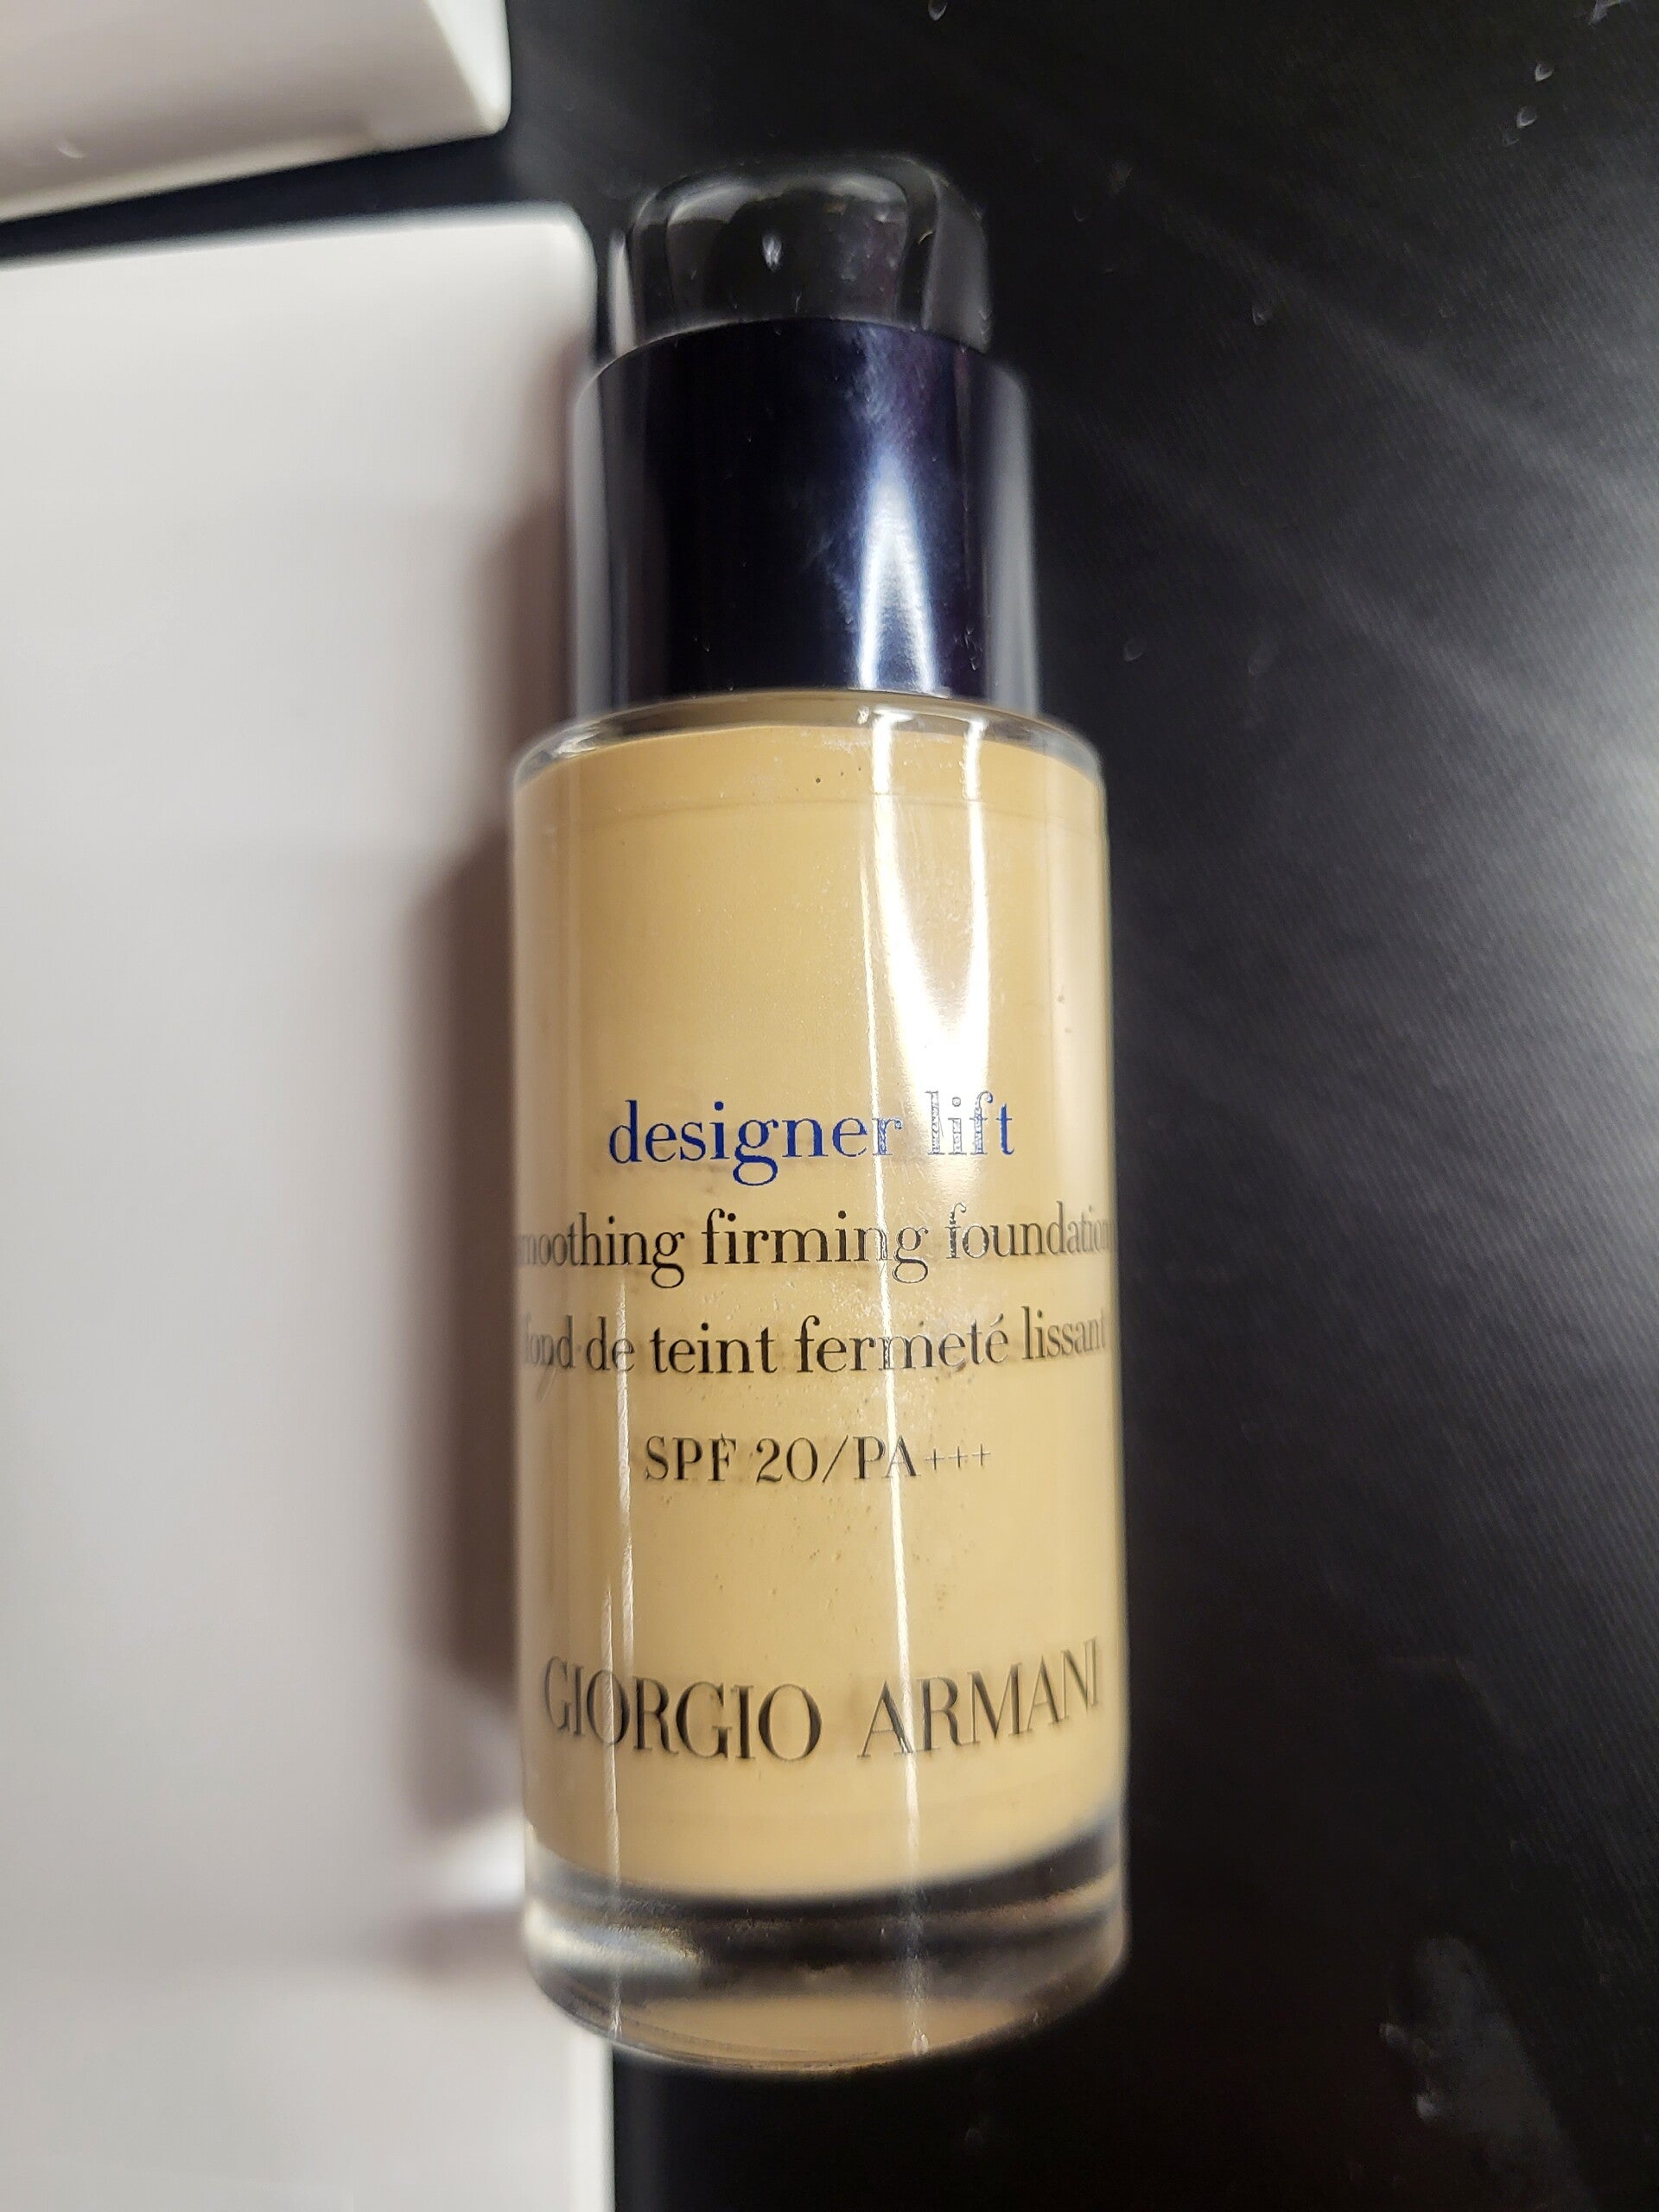 designer lift
smoothing firming foundation
fond de teint fermeté lissant
SPF 20/PA+++
GIORGIO ARMANI